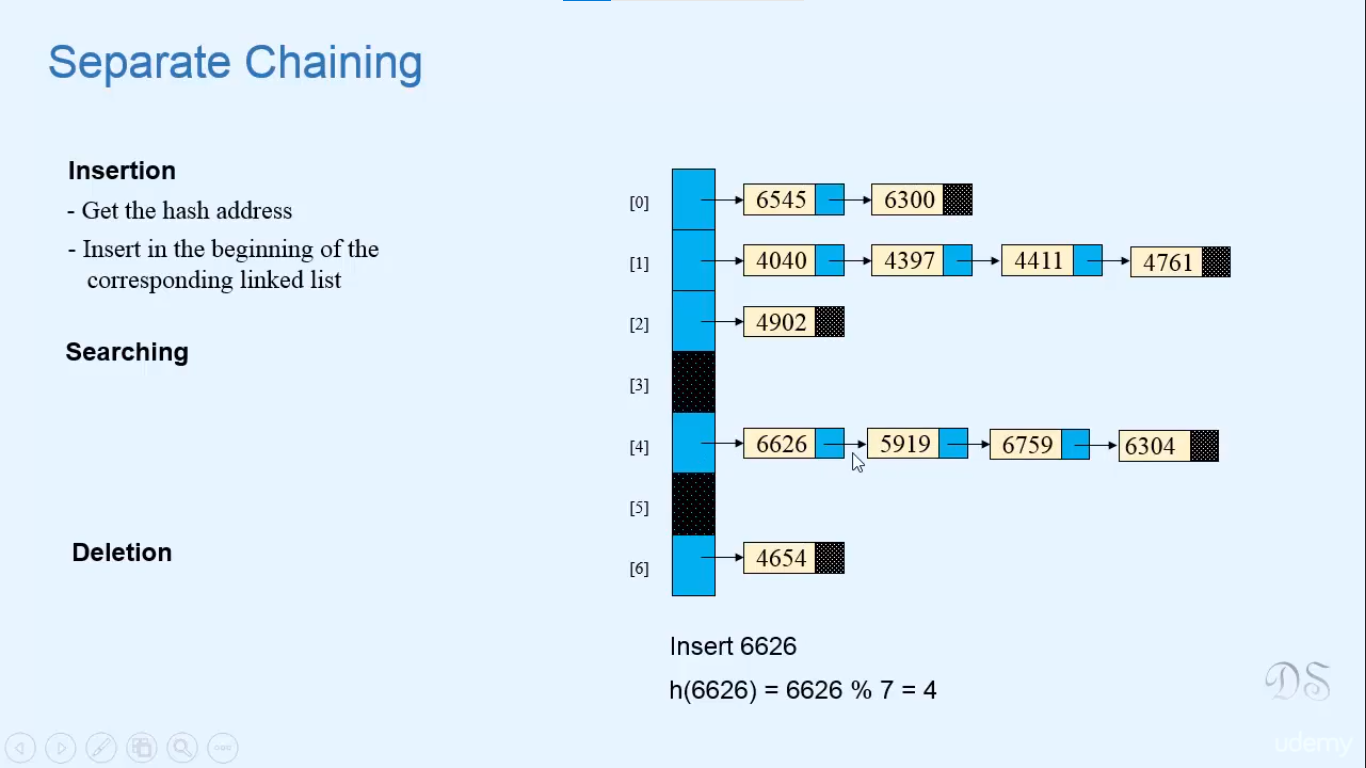 Separate Chaining
Insertion
- Get the hash address
- Insert in the beginning of the
corresponding linked list
Searching
Deletion
[0] 6545 6300
[1] 4040 4397 4411 4761
[2] 4902
[3]
[4] 6626 5919 6759 6304
[5]
[6] 4654
Insert 6626
h(6626) = 6626 % 7 = 4
DS
udemy